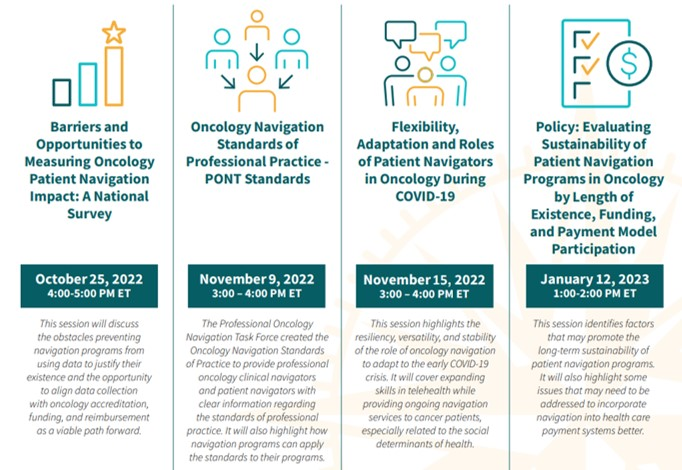 Barriers and
Opportunities to
Measuring Oncology
Patient Navigation
Impact: A National
Survey
October 25, 2022
4:00-5:00 PM ET
This session will discuss
the obstacles preventing
navigation programs from
using data to justify their
existence and the opportunity
to align data collection
with oncology accreditation,
funding, and reimbursement
as a viable path forward.
Oncology Navigation
Standards of
Professional Practice -
PONT Standards
November 9, 2022
3:00 – 4:00 PM ET
The Professional Oncology
Navigation Task Force created the
Oncology Navigation Standards
of Practice to provide professional
oncology clinical navigators
and patient navigators with
clear information regarding
the standards of professional
practice. It will also highlight how
navigation programs can apply
the standards to their programs.
Flexibility,
Adaptation and Roles
of Patient Navigators
in Oncology During
COVID-19
November 15, 2022
3:00 – 4:00 PM ET
This session highlights the
resiliency, versatility, and stability
of the role of oncology navigation
to adapt to the early COVID-19
crisis. It will cover expanding
skills in telehealth while
providing ongoing navigation
services to cancer patients,
especially related to the social
determinants of health.
$
Policy: Evaluating
Sustainability of
Patient Navigation
Programs in Oncology
by Length of
Existence, Funding,
and Payment Model
Participation
January 12, 2023
1:00-2:00 PM ET
This session identifies factors
that may promote the
long-term sustainability of
patient navigation programs.
It will also highlight some
issues that may need to be
addressed to incorporate
navigation into health care
payment systems better.